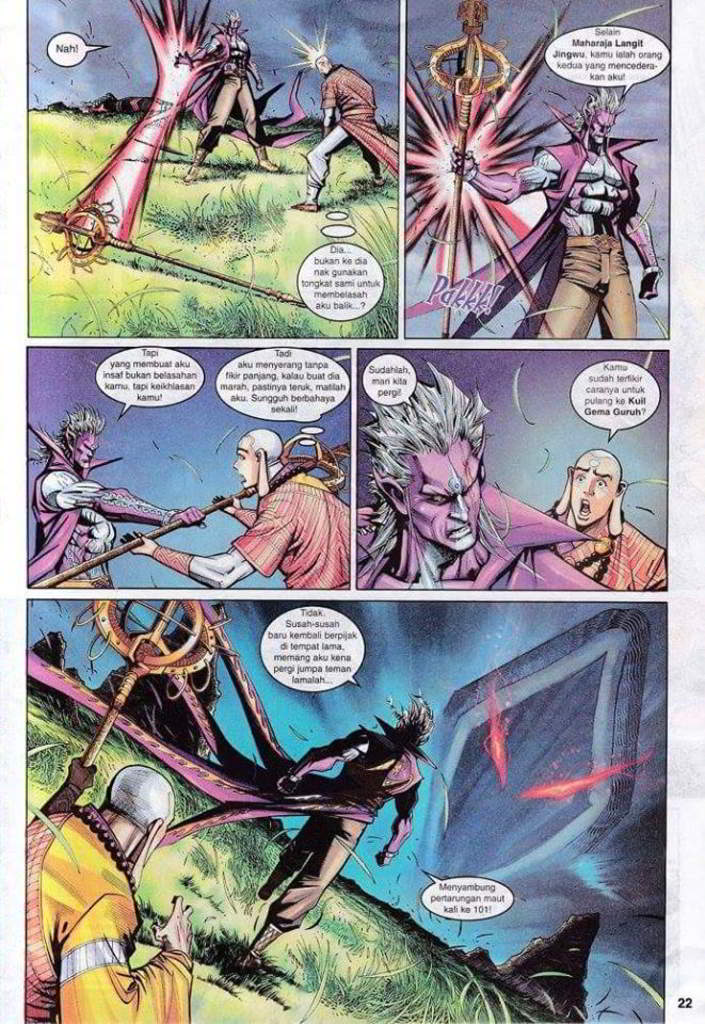 Nah!
Dia...
bukan ke dia
nak gunakan
tongkat sami untuk
membelasah
aku balik...?
Selain
Maharaja Langit
Jingwu, kamu orang
kedua yang mencedera-
kan aku!
Pakkk!
Tapi
yang membuat aku
insaf bukan belasahan
kamu, tapi keikhlasan
kamu!
Tadi
aku menyerang tanpa
fikir panjang, kalau buat dia
marah, pastinya teruk, matilah
aku. Sungguh berbahaya
sekali!
Sudahlah,
mari kita
pergi!
Kamu
sudah terfikir
caranya untuk
pulang ke Kuil
Gema Guruh?
Tidak.
Susah-susah
baru kembali berpijak
di tempat lama,
memang aku kena
pergi jumpa teman
lamalah...
Menyambung
pertarungan maut
kali ke 101!
22